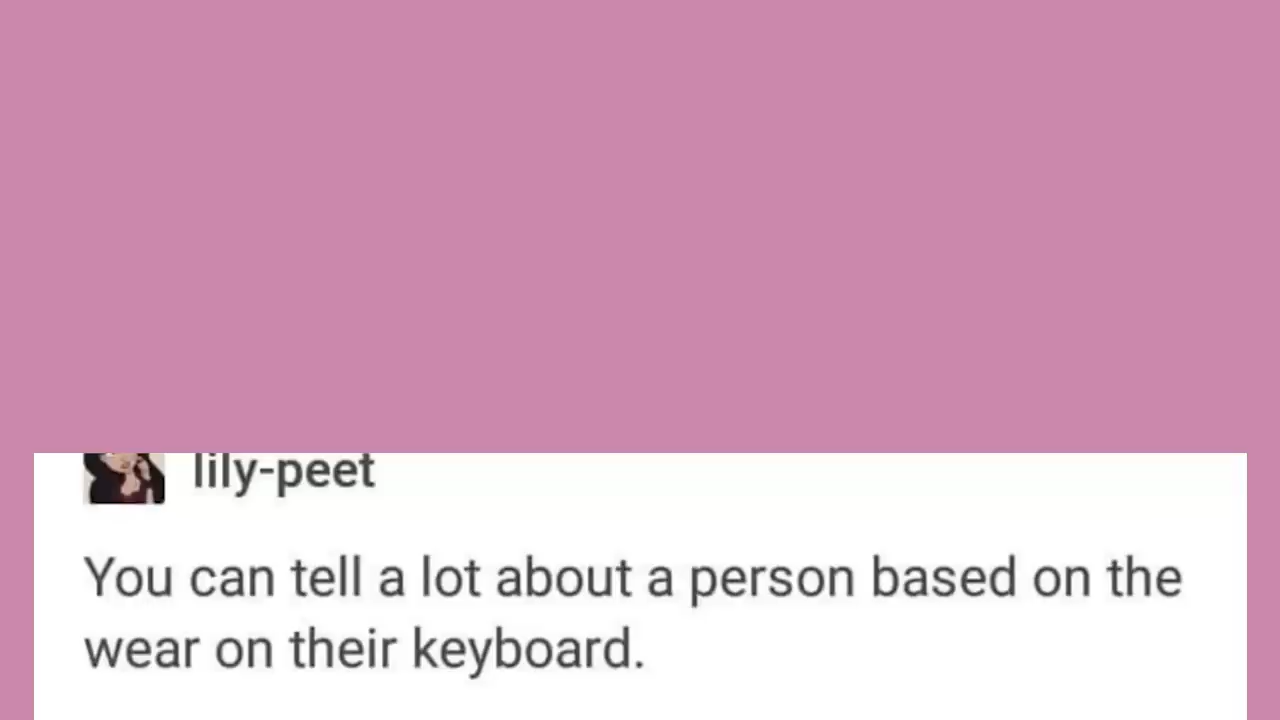 lily-peet
You can tell a lot about a person based on the
wear on their keyboard.